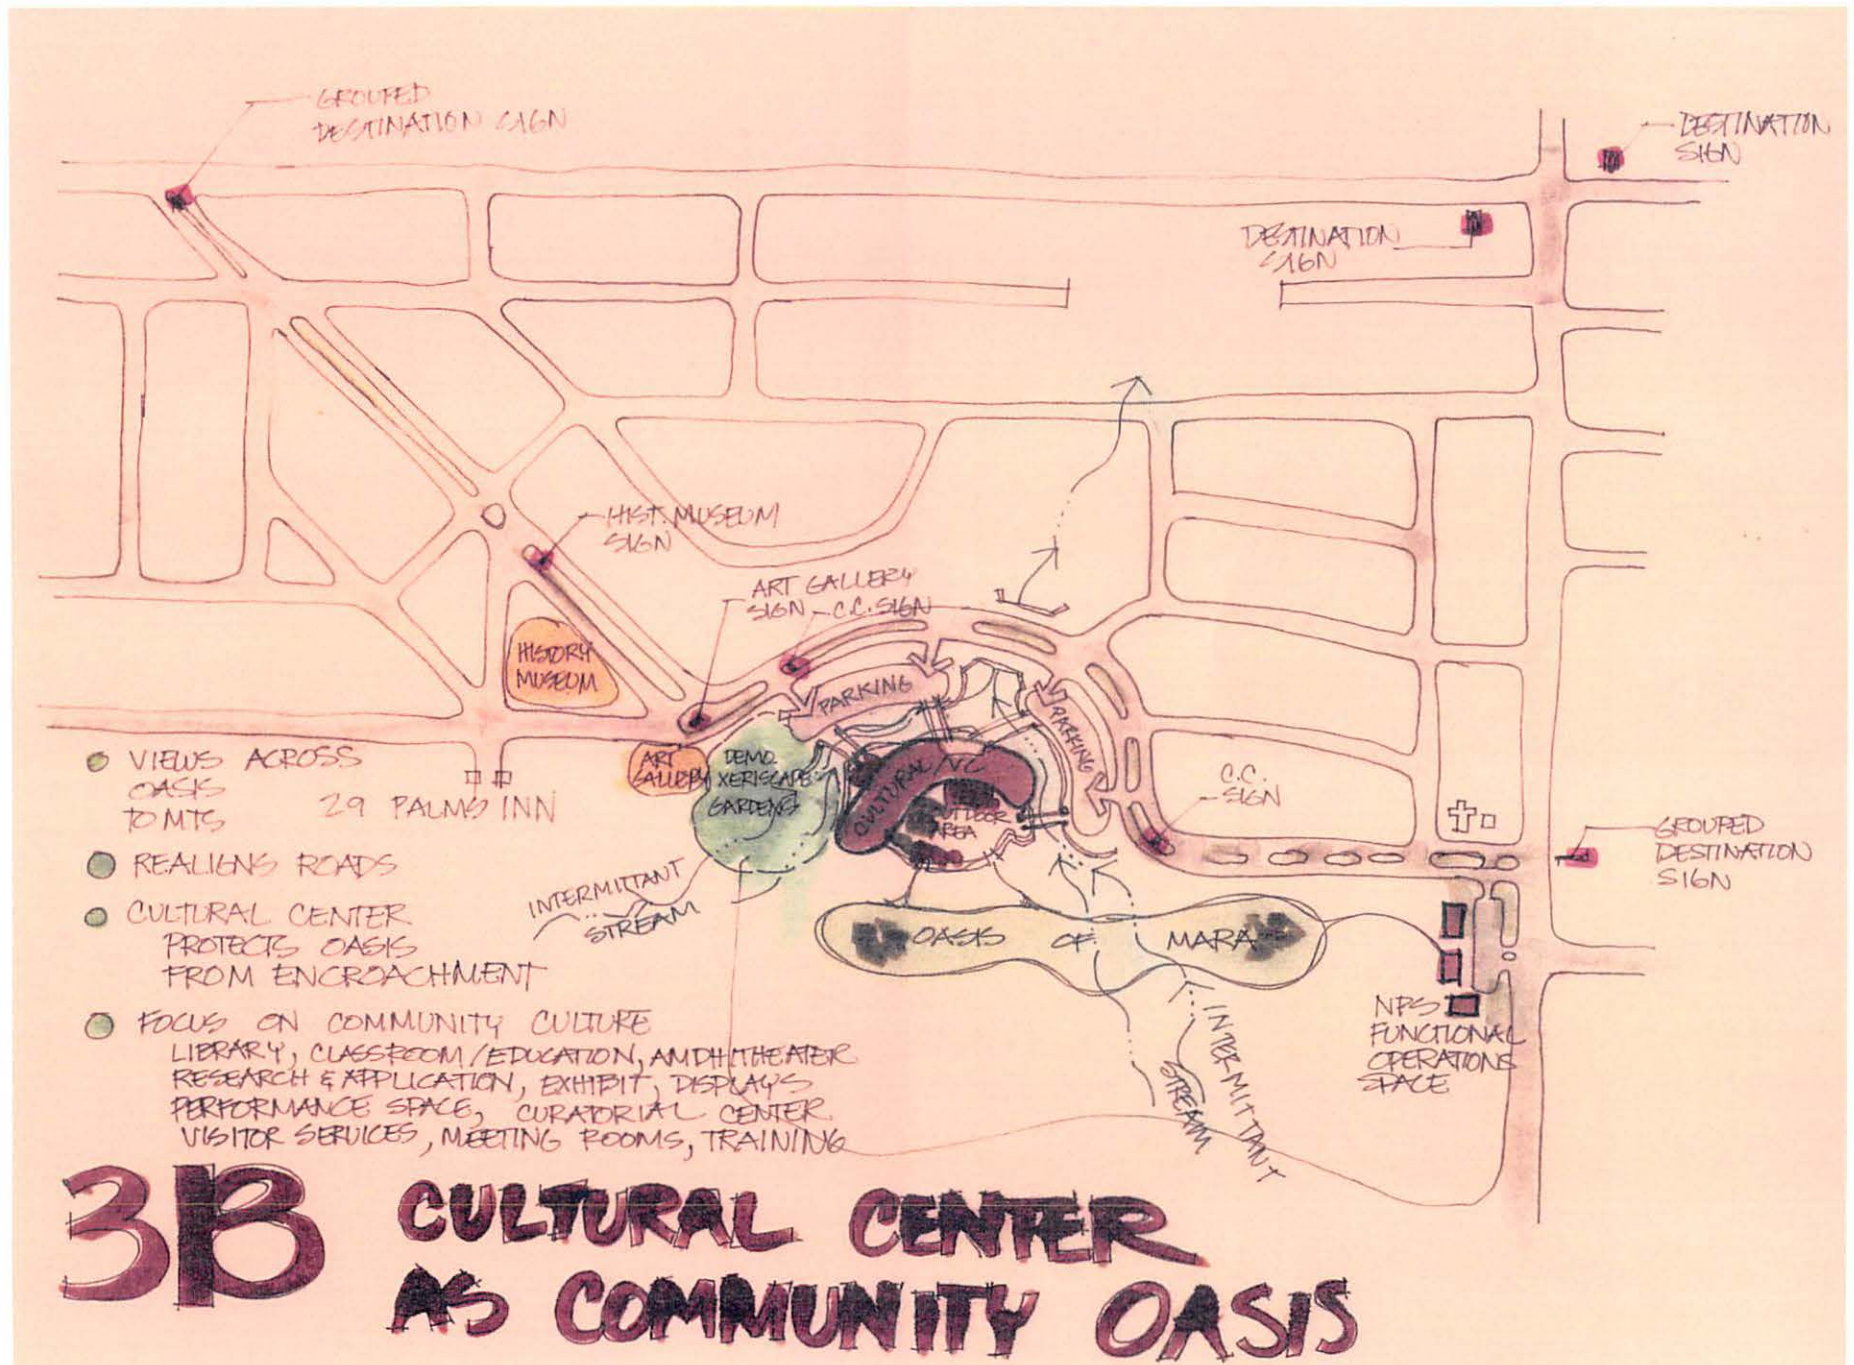 GROUPED
DESTINATION SIGN
DESTINATION
SIGN
DESTINATION
SIGN
HIST. MUSEUM
SIGN
ART GALLERY
SIGN
C.C. SIGN
HISTORY
MUSEUM
PARKING
PARKING
ART
GALLERY
DEMO.
XERISCAPE
GARDENS
CULTURAL / VC
OUTDOOR
AREA
C.C.
SIGN
GROUPED
DESTINATION
SIGN
VIEWS ACROSS
OASIS
TO MTS
29 PALMS INN
REALIGNS ROADS
CULTURAL CENTER
PROTECTS OASIS
FROM ENCROACHMENT
INTERMITTANT
STREAM
OASIS OF MARA
NPS
FUNCTIONAL
OPERATIONS
SPACE
INTERMITTANT
STREAM
FOCUS ON COMMUNITY CULTURE
LIBRARY, CLASSROOM/EDUCATION, AMPHITHEATER
RESEARCH & APPLICATION, EXHIBIT, DISPLAYS
PERFORMANCE SPACE, CURATORIAL CENTER
VISITOR SERVICES, MEETING ROOMS, TRAINING
3B CULTURAL CENTER
AS COMMUNITY OASIS